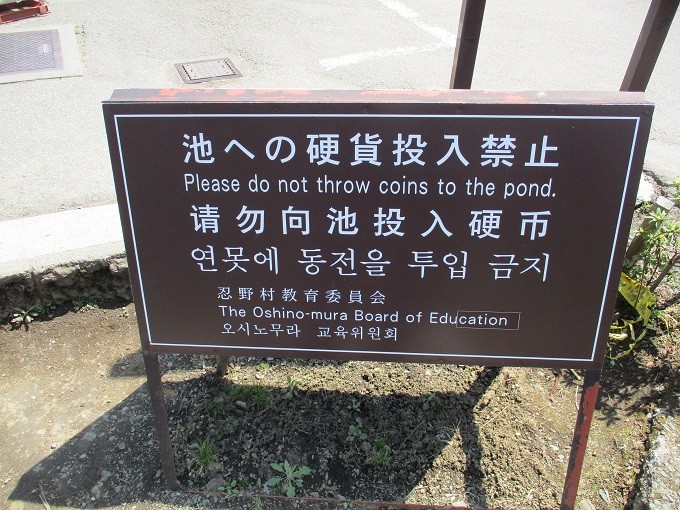 池への硬貨投入禁止
Please do not throw coins to the pond.
请勿向池投入硬币
연못에 동전을 투입 금지
忍野村教育委員会
The Oshino-mura Board of Education
오시노무라 교육위원회